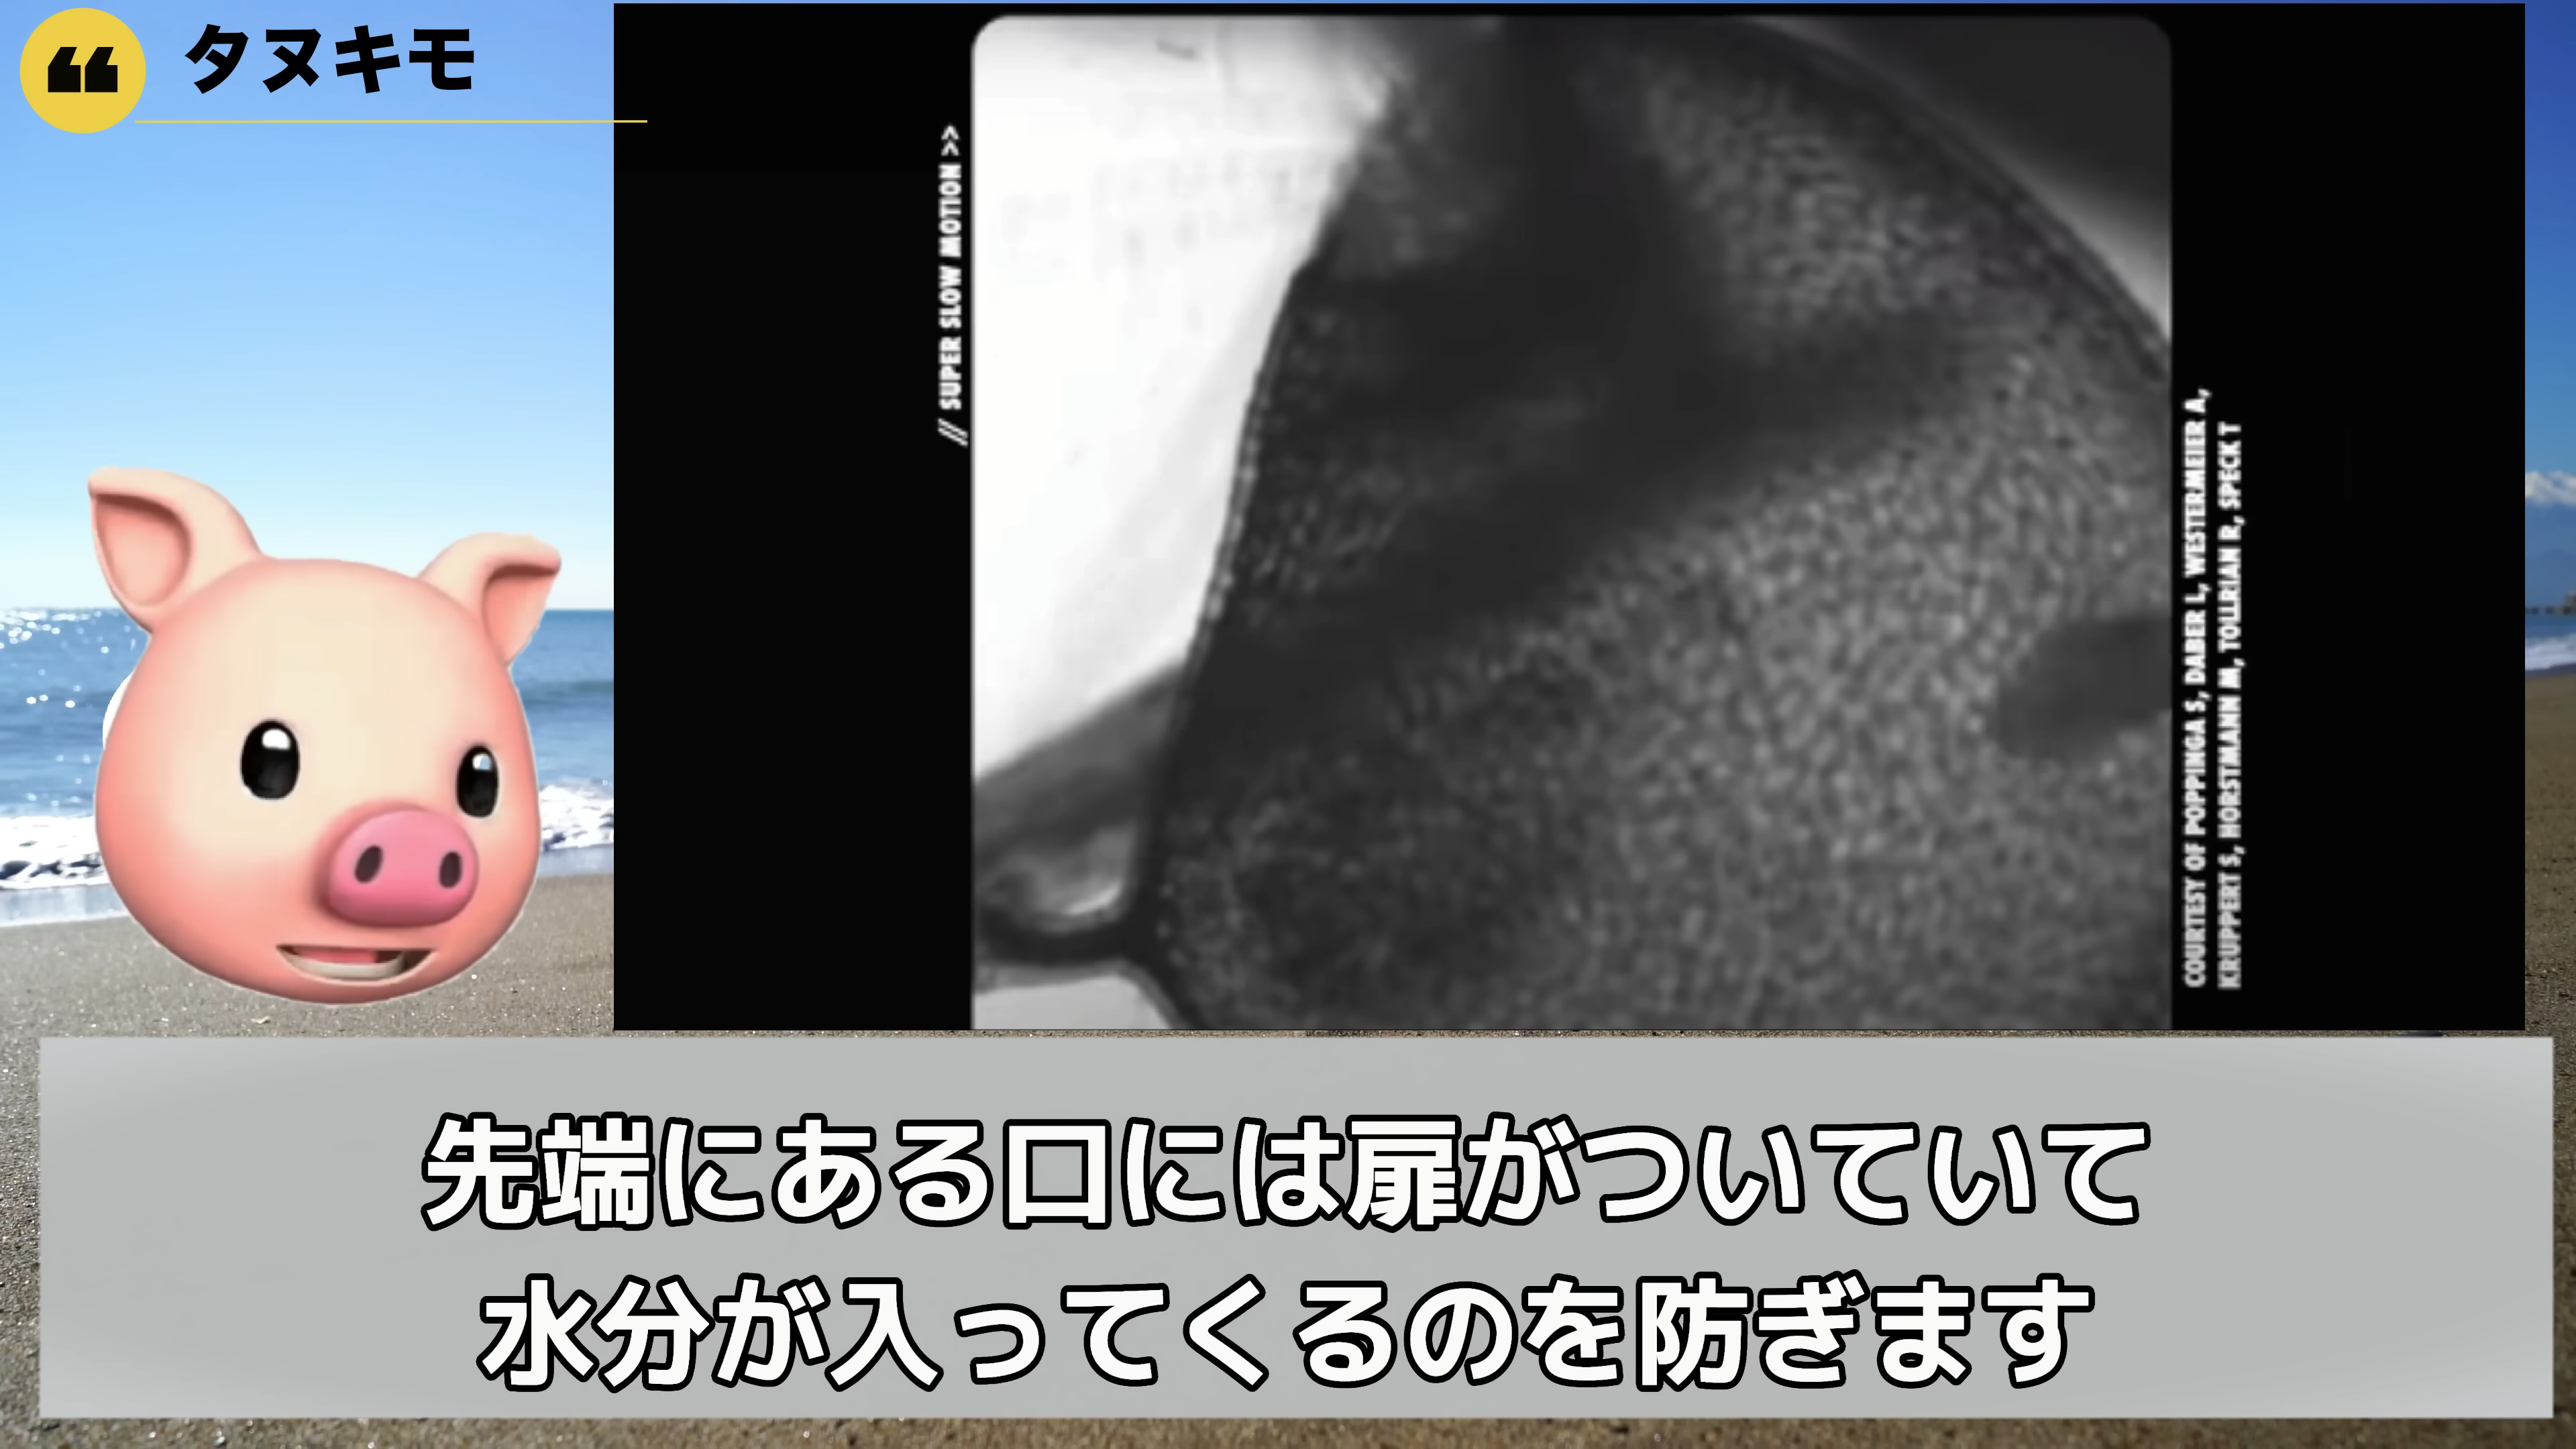 タヌキモ
// SUPER SLOW MOTION >>
COURTESY OF POPPINGA S, DABER L, WESTERMEIER A,
KRUPPERT S, HORSTMANN M, TOLLRIAN R, SPECK T
先端にある口には扉がついていて
水分が入ってくるのを防ぎます